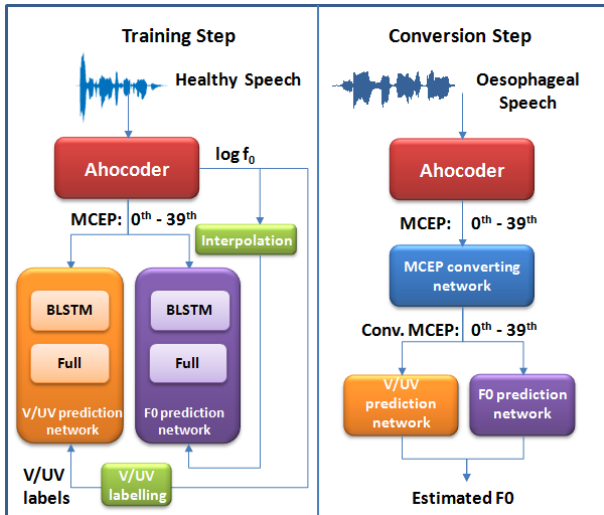 Training Step
Healthy Speech
Ahocoder
log f0
MCEP: 0th - 39th
Interpolation
BLSTM
Full
V/UV prediction
network
BLSTM
Full
F0 prediction
network
V/UV
labels
V/UV
labelling
Conversion Step
Oesophageal
Speech
Ahocoder
MCEP: 0th - 39th
MCEP converting
network
Conv. MCEP: 0th - 39th
V/UV
prediction
network
F0 prediction
network
Estimated F0